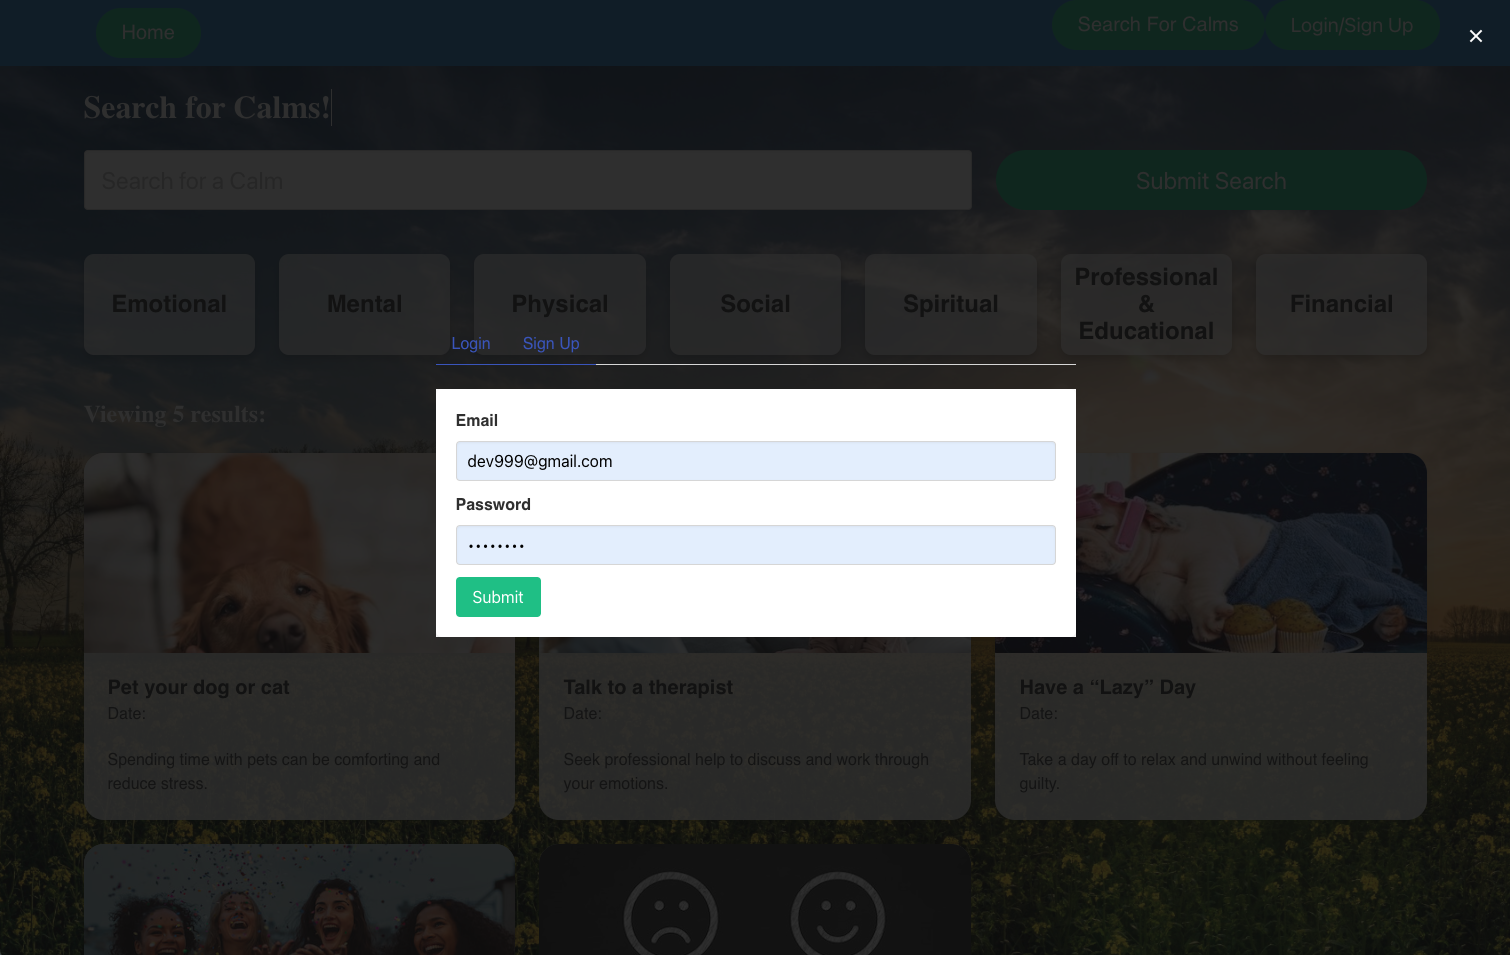 Home
Search For Calms
Login/Sign Up
Search for Calms!
Search for a Calm
Submit Search
Emotional
Mental
Physical
Social
Spiritual
Professional
&
Educational
Financial
Login
Sign Up
Viewing 5 results:
Email
dev999@gmail.com
Password
••••••••
Submit
Pet your dog or cat
Date:
Spending time with pets can be comforting and
reduce stress.
Talk to a therapist
Date:
Seek professional help to discuss and work through
your emotions.
Have a “Lazy” Day
Date:
Take a day off to relax and unwind without feeling
guilty.